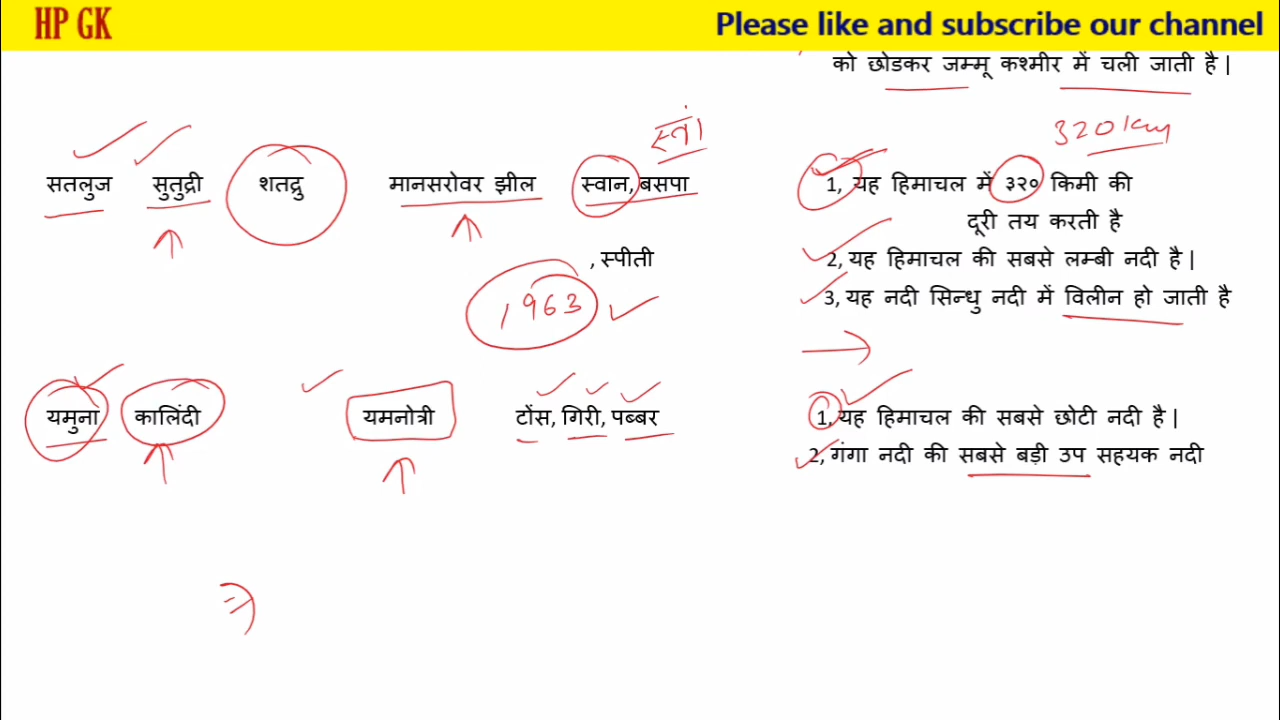 HP GK
Please like and subscribe our channel
को छोडकर जम्मू कश्मीर में चली जाती है |
320 Km
सतलुज सुतुद्री शतद्रु मानसरोवर झील स्वान, बसपा
, स्पीती
1963
1, यह हिमाचल में ३२० किमी की
दूरी तय करती है
2, यह हिमाचल की सबसे लम्बी नदी है |
3, यह नदी सिन्धु नदी में विलीन हो जाती है
यमुना कालिंदी यमनोत्री टोंस, गिरी, पब्बर
1, यह हिमाचल की सबसे छोटी नदी है |
2, गंगा नदी की सबसे बड़ी उप सहयक नदी